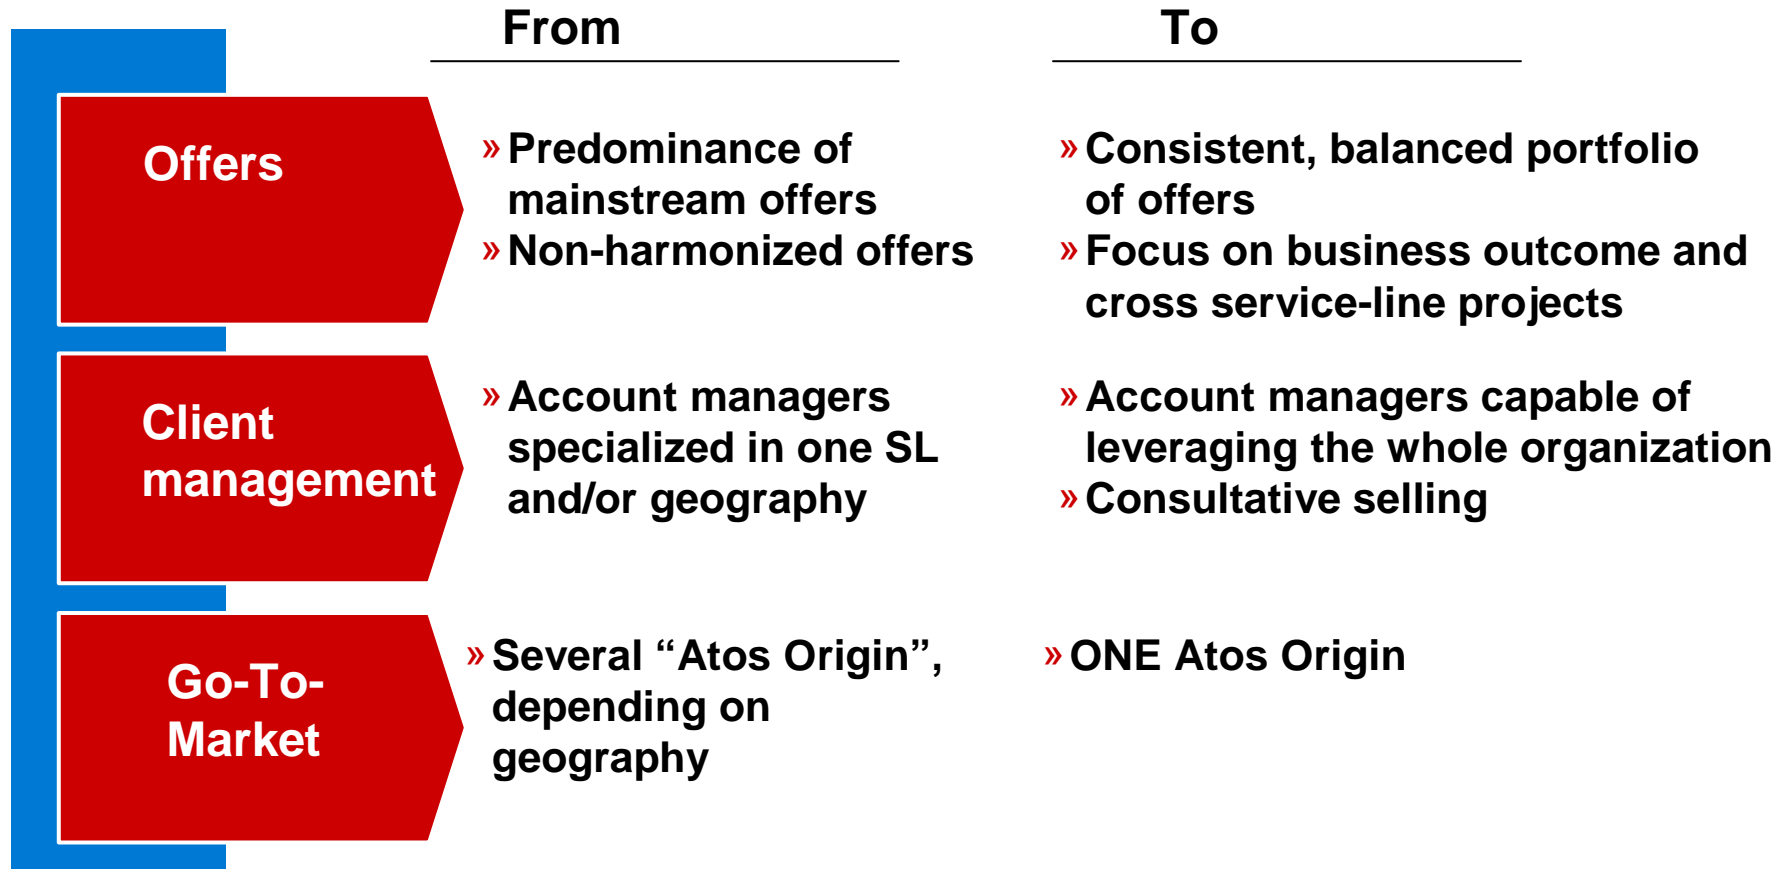 From
To
Offers
» Predominance of
mainstream offers
» Non-harmonized offers
» Consistent, balanced portfolio
of offers
» Focus on business outcome and
cross service-line projects
Client
management
» Account managers
specialized in one SL
and/or geography
» Account managers capable of
leveraging the whole organization
» Consultative selling
Go-To-
Market
» Several “Atos Origin”,
depending on
geography
» ONE Atos Origin